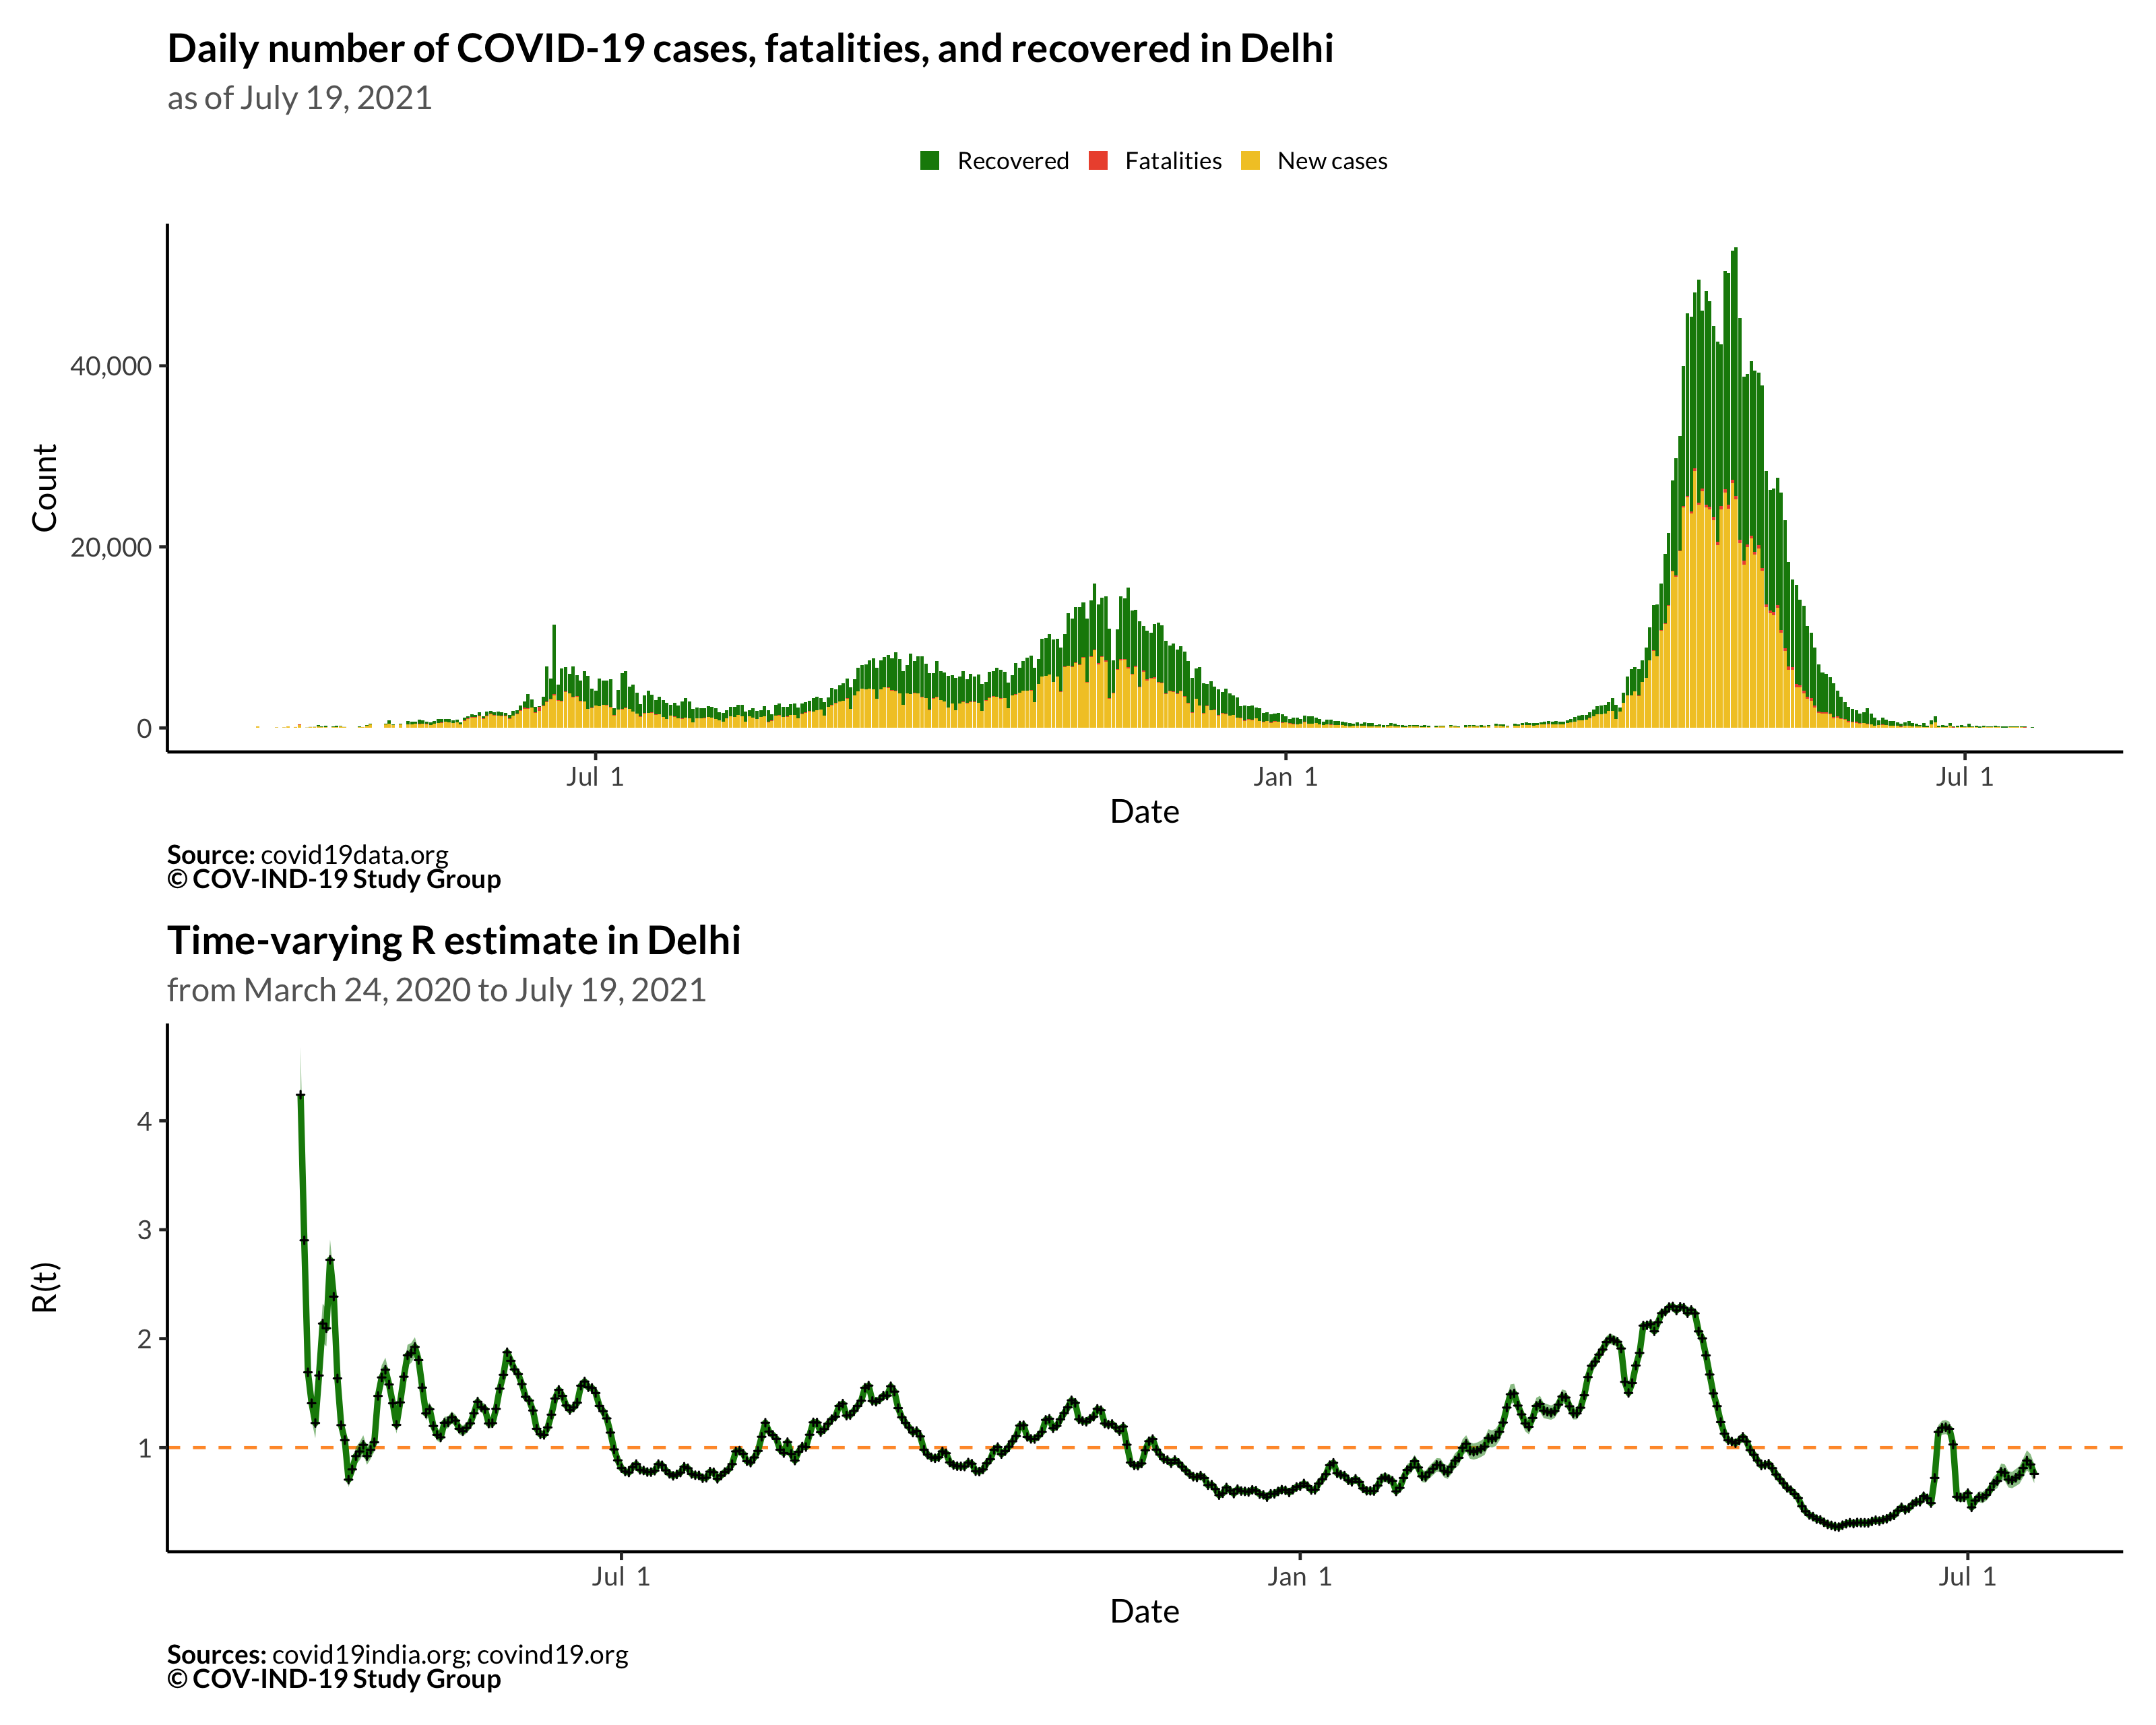 Daily number of COVID-19 cases, fatalities, and recovered in Delhi
as of July 19, 2021
Recovered Fatalities New cases
40,000
20,000
0
Count
Jul 1 Jan 1 Jul 1
Date
Source: covid19data.org
© COV-IND-19 Study Group
Time-varying R estimate in Delhi
from March 24, 2020 to July 19, 2021
4
3
2
1
R(t)
Jul 1 Jan 1 Jul 1
Date
Sources: covid19india.org; covind19.org
© COV-IND-19 Study Group